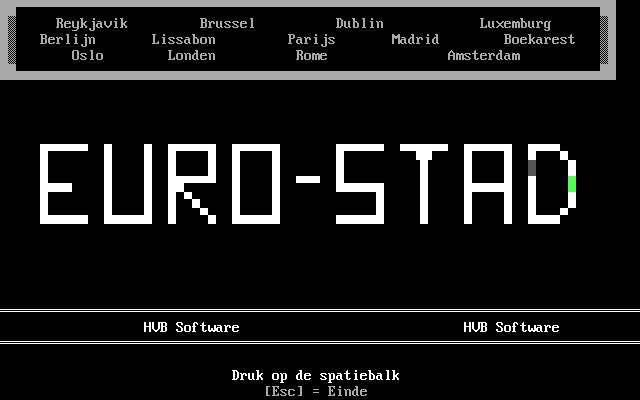 Reykjavik Brussel Dublin Luxemburg
Berlijn Lissabon Parijs Madrid Boekarest
Oslo Londen Rome Amsterdam
EURO-STAD
HVB Software HVB Software
Druk op de spatiebalk
[Esc] = Einde